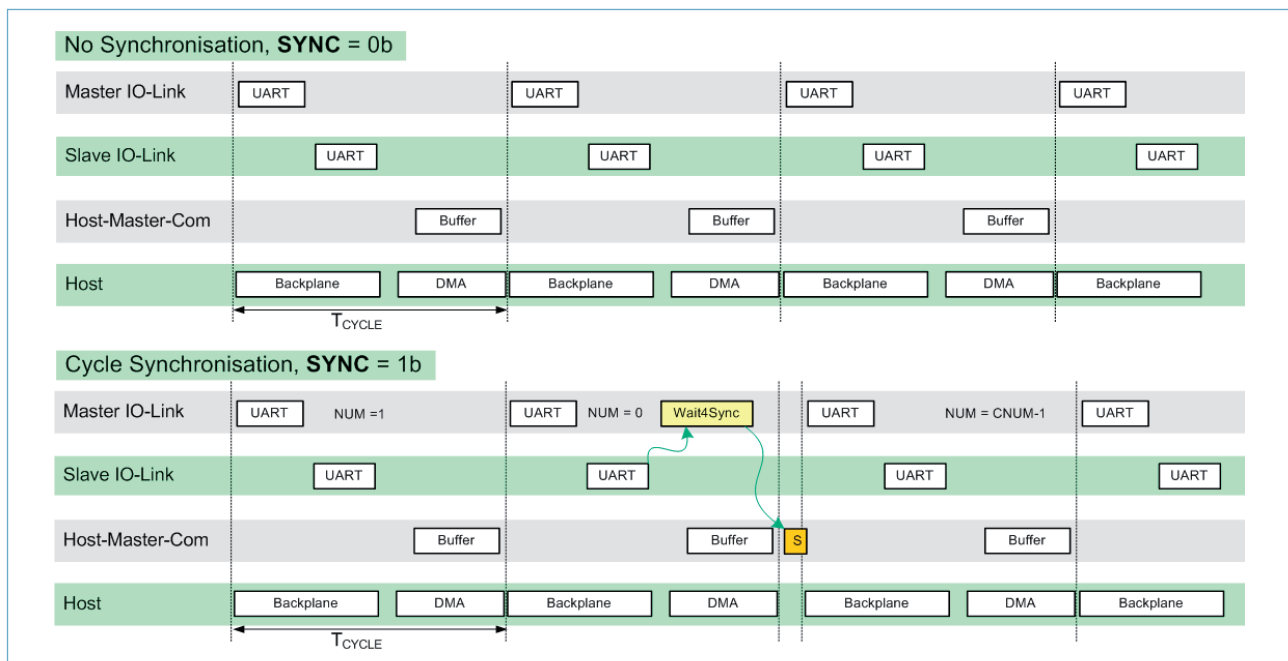 No Synchronisation, SYNC = 0b
Master IO-Link UART UART UART UART
Slave IO-Link UART UART UART UART
Host-Master-Com Buffer Buffer Buffer
Host Backplane DMA Backplane DMA Backplane DMA Backplane
TCYCLE
Cycle Synchronisation, SYNC = 1b
Master IO-Link UART NUM =1 UART NUM = 0 Wait4Sync UART NUM = CNUM-1 UART
Slave IO-Link UART UART UART UART
Host-Master-Com Buffer Buffer S Buffer
Host Backplane DMA Backplane DMA Backplane DMA Backplane
TCYCLE